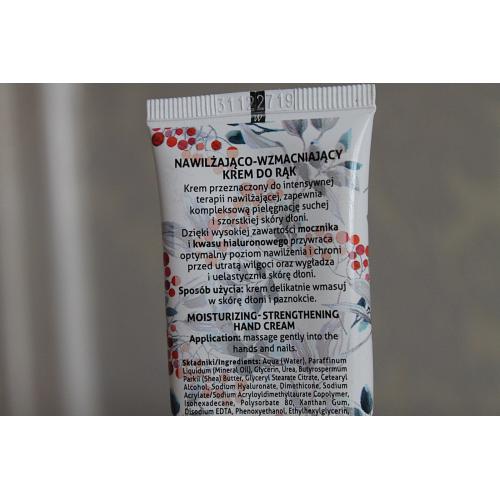 31122719
NAWILŻAJĄCO-WZMACNIAJĄCY
KREM DO RĄK
Krem przeznaczony do intensywnej
terapii nawilżającej, zapewnia
kompleksową pielęgnację suchej
i szorstkiej skóry dłoni.
Dzięki wysokiej zawartości mocznika
i kwasu hialuronowego przywraca
optymalny poziom nawilżenia i chroni
przed utratą wilgoci oraz wygładza
i uelastycznia skórę dłoni.
Sposób użycia: krem delikatnie wmasuj
w skórę dłoni i paznokcie.
MOISTURIZING-STRENGTHENING
HAND CREAM
Application: massage gently into the
hands and nails.
Składniki/Ingredients: Aqua (Water), Paraffinum
Liquidum (Mineral Oil), Glycerin, Urea, Butyrospermum
Parkii (Shea) Butter, Glyceryl Stearate Citrate, Cetearyl
Alcohol, Sodium Hyaluronate, Dimethicone, Sodium
Acrylate/Sodium Acryloyldimethyltaurate Copolymer,
Isohexadecane, Polysorbate 80, Xanthan Gum,
Disodium EDTA, Phenoxyethanol, Ethylhexylglycerin,